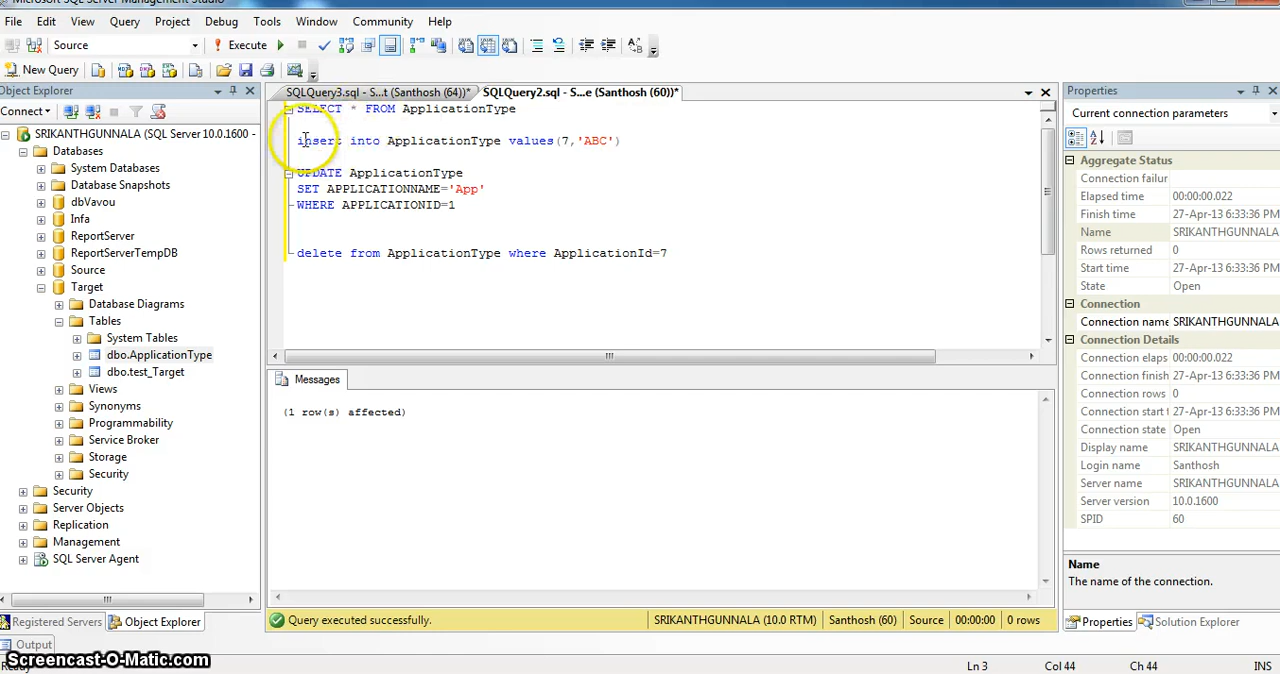 Microsoft SQL Server Management Studio
File Edit View Query Project Debug Tools Window Community Help
Source Execute
New Query
Object Explorer
Connect
SRIKANTHGUNNALA (SQL Server 10.0.1600 -
Databases
System Databases
Database Snapshots
dbVavou
Infa
ReportServer
ReportServerTempDB
Source
Target
Database Diagrams
Tables
System Tables
dbo.ApplicationType
dbo.test_Target
Views
Synonyms
Programmability
Service Broker
Storage
Security
Security
Server Objects
Replication
Management
SQL Server Agent
Registered Servers Object Explorer
Output
SQLQuery3.sql - S...t (Santhosh (64))* SQLQuery2.sql - S...e (Santhosh (60))*
SELECT * FROM ApplicationType
insert into ApplicationType values(7,'ABC')
UPDATE ApplicationType
SET APPLICATIONNAME='App'
WHERE APPLICATIONID=1
delete from ApplicationType where ApplicationId=7
Messages
(1 row(s) affected)
Query executed successfully. SRIKANTHGUNNALA (10.0 RTM) Santhosh (60) Source 00:00:00 0 rows
Properties
Current connection parameters
Aggregate Status
Connection failur
Elapsed time 00:00:00.022
Finish time 27-Apr-13 6:33:36 PM
Name SRIKANTHGUNNALA
Rows returned 0
Start time 27-Apr-13 6:33:36 PM
State Open
Connection
Connection name SRIKANTHGUNNALA
Connection Details
Connection elaps 00:00:00.022
Connection finish 27-Apr-13 6:33:36 PM
Connection rows 0
Connection start t 27-Apr-13 6:33:36 PM
Connection state Open
Display name SRIKANTHGUNNALA
Login name Santhosh
Server name SRIKANTHGUNNALA
Server version 10.0.1600
SPID 60
Name
The name of the connection.
Properties Solution Explorer
Ln 3 Col 44 Ch 44 INS
Screencast-O-Matic.com